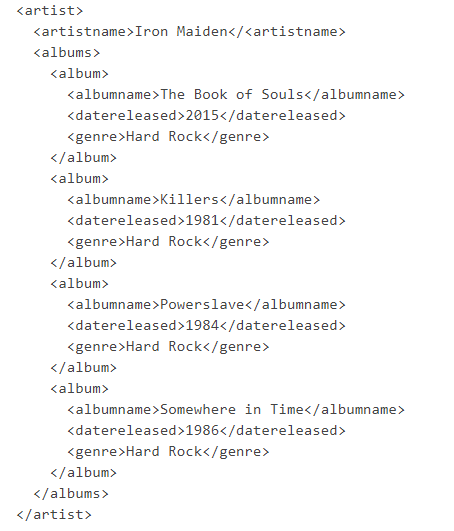 <artist>
<artistname>Iron Maiden</<artistname>
<albums>
<album>
<albumname>The Book of Souls</albumname>
<datereleased>2015</datereleased>
<genre>Hard Rock</genre>
</album>
<album>
<albumname>Killers</albumname>
<datereleased>1981</datereleased>
<genre>Hard Rock</genre>
</album>
<album>
<albumname>Powerslave</albumname>
<datereleased>1984</datereleased>
<genre>Hard Rock</genre>
</album>
<album>
<albumname>Somewhere in Time</albumname>
<datereleased>1986</datereleased>
<genre>Hard Rock</genre>
</album>
</albums>
</artist>